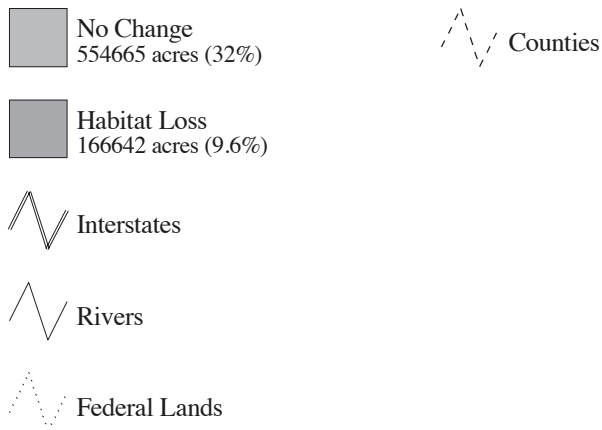 No Change
554665 acres (32%)
Counties
Habitat Loss
166642 acres (9.6%)
Interstates
Rivers
Federal Lands